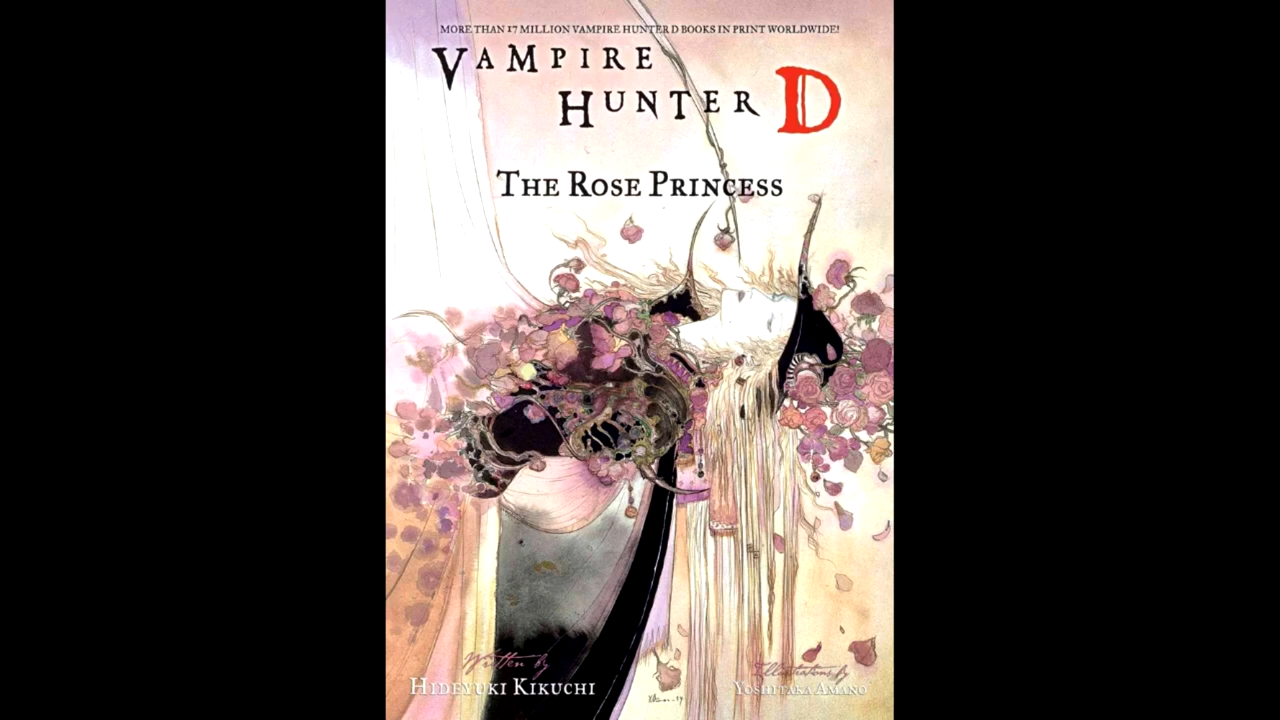 MORE THAN 17 MILLION VAMPIRE HUNTER D BOOKS IN PRINT WORLDWIDE!
VAMPIRE
HUNTER D
THE ROSE PRINCESS
Written by
HIDEYUKI KIKUCHI
Illustrations by
YOSHITAKA AMANO